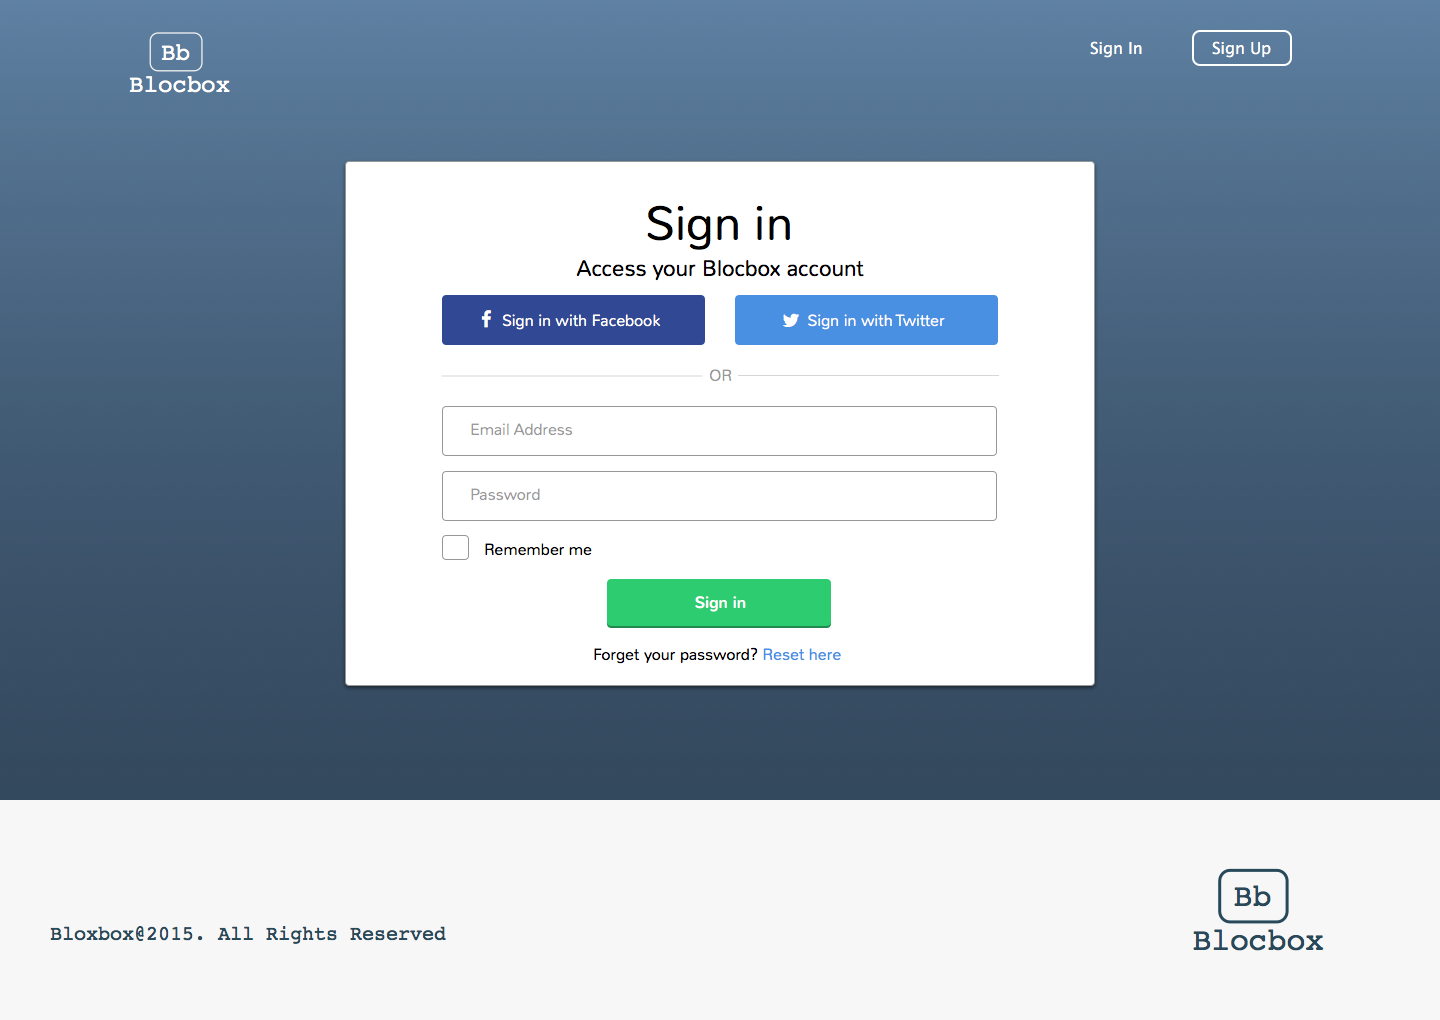 Bb
Blocbox
Sign In
Sign Up
Sign in
Access your Blocbox account
Sign in with Facebook
Sign in with Twitter
OR
Email Address
Password
Remember me
Sign in
Forget your password? Reset here
Bloxbox@2015. All Rights Reserved
Bb
Blocbox